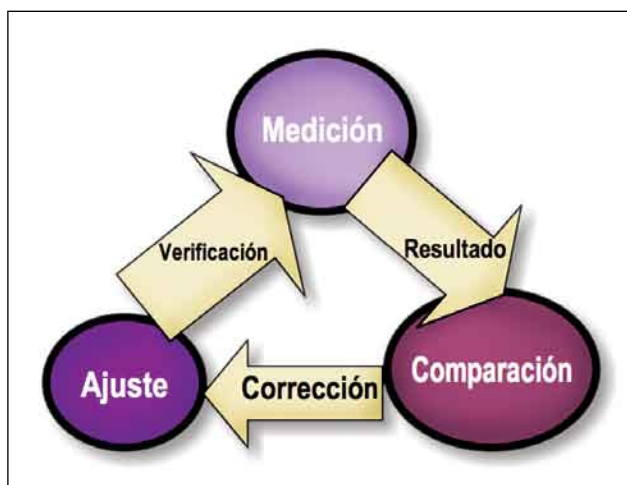 Medición
Verificación
Resultado
Ajuste
Corrección
Comparación